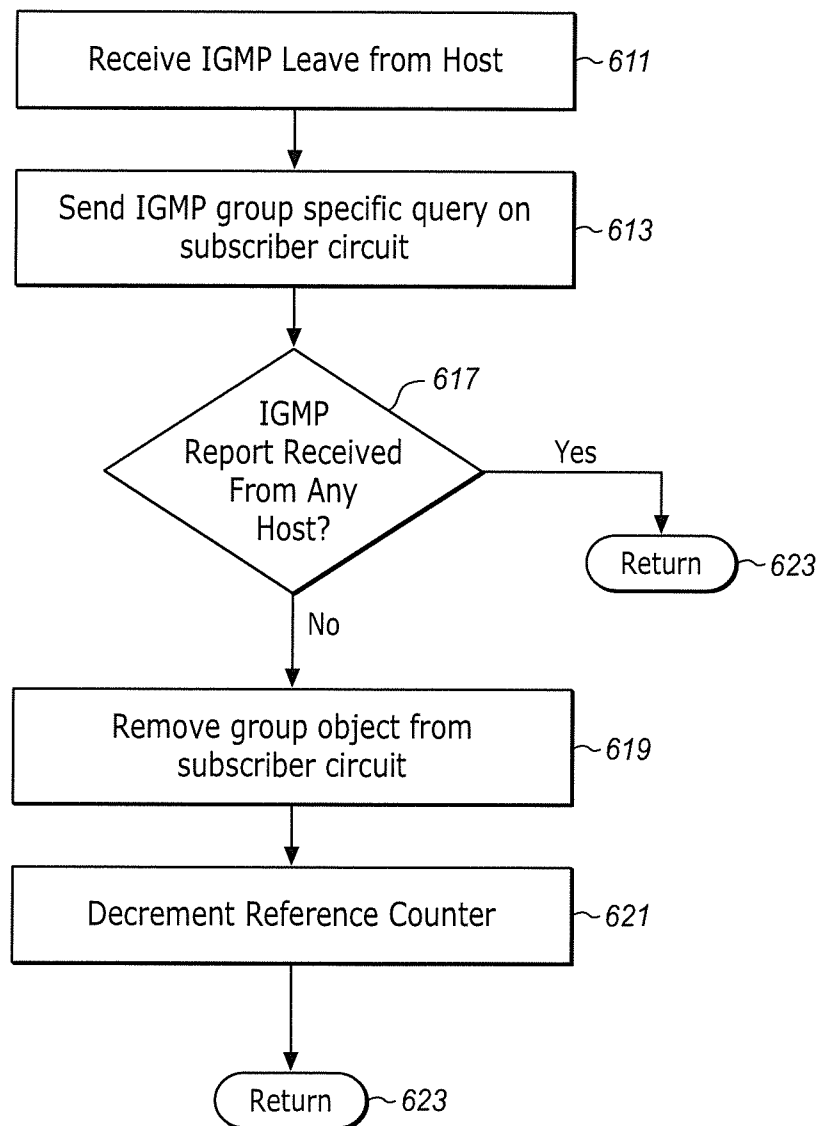 Receive IGMP Leave from Host
611
Send IGMP group specific query on
subscriber circuit
613
617
IGMP
Report Received
From Any
Host?
Yes
Return
623
No
Remove group object from
subscriber circuit
619
Decrement Reference Counter
621
Return
623